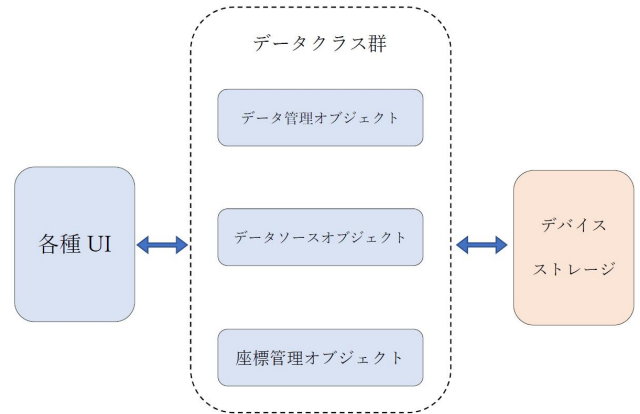 データクラス群
データ管理オブジェクト
各種 UI
データソースオブジェクト
デバイス
ストレージ
座標管理オブジェクト